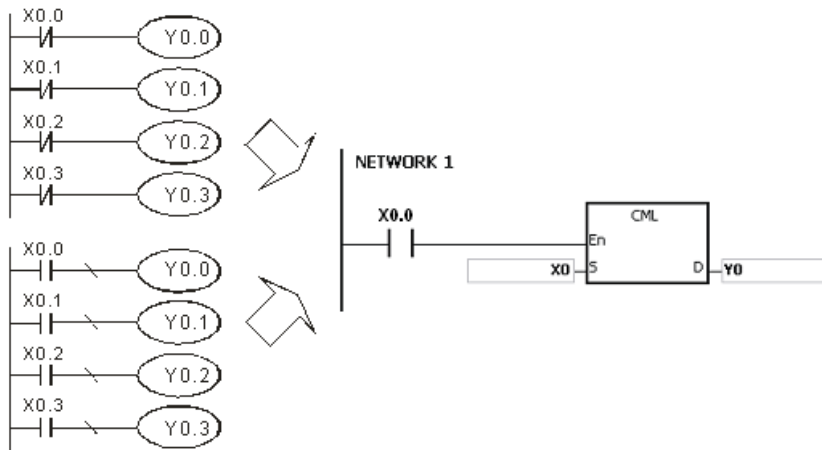 X0.0
Y0.0
X0.1
Y0.1
X0.2
Y0.2
X0.3
Y0.3
X0.0
Y0.0
X0.1
Y0.1
X0.2
Y0.2
X0.3
Y0.3
NETWORK 1
X0.0
CML
En
X0 S D Y0